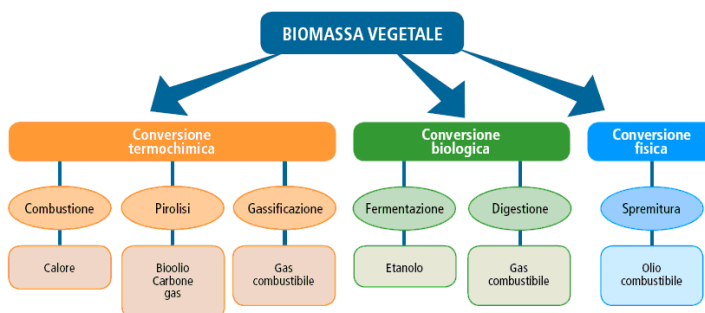 BIOMASSA VEGETALE
Conversione
termochimica
Conversione
biologica
Conversione
fisica
Combustione
Pirolisi
Gassificazione
Fermentazione
Digestione
Spremitura
Calore
Bioolio
Carbone
gas
Gas
combustibile
Etanolo
Gas
combustibile
Olio
combustibile